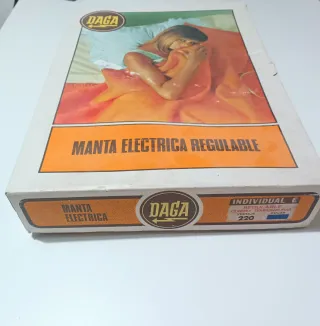 DAGA
MANTA ELECTRICA REGULABLE
MANTA
ELECTRICA
DAGA
INDIVIDUAL E
220